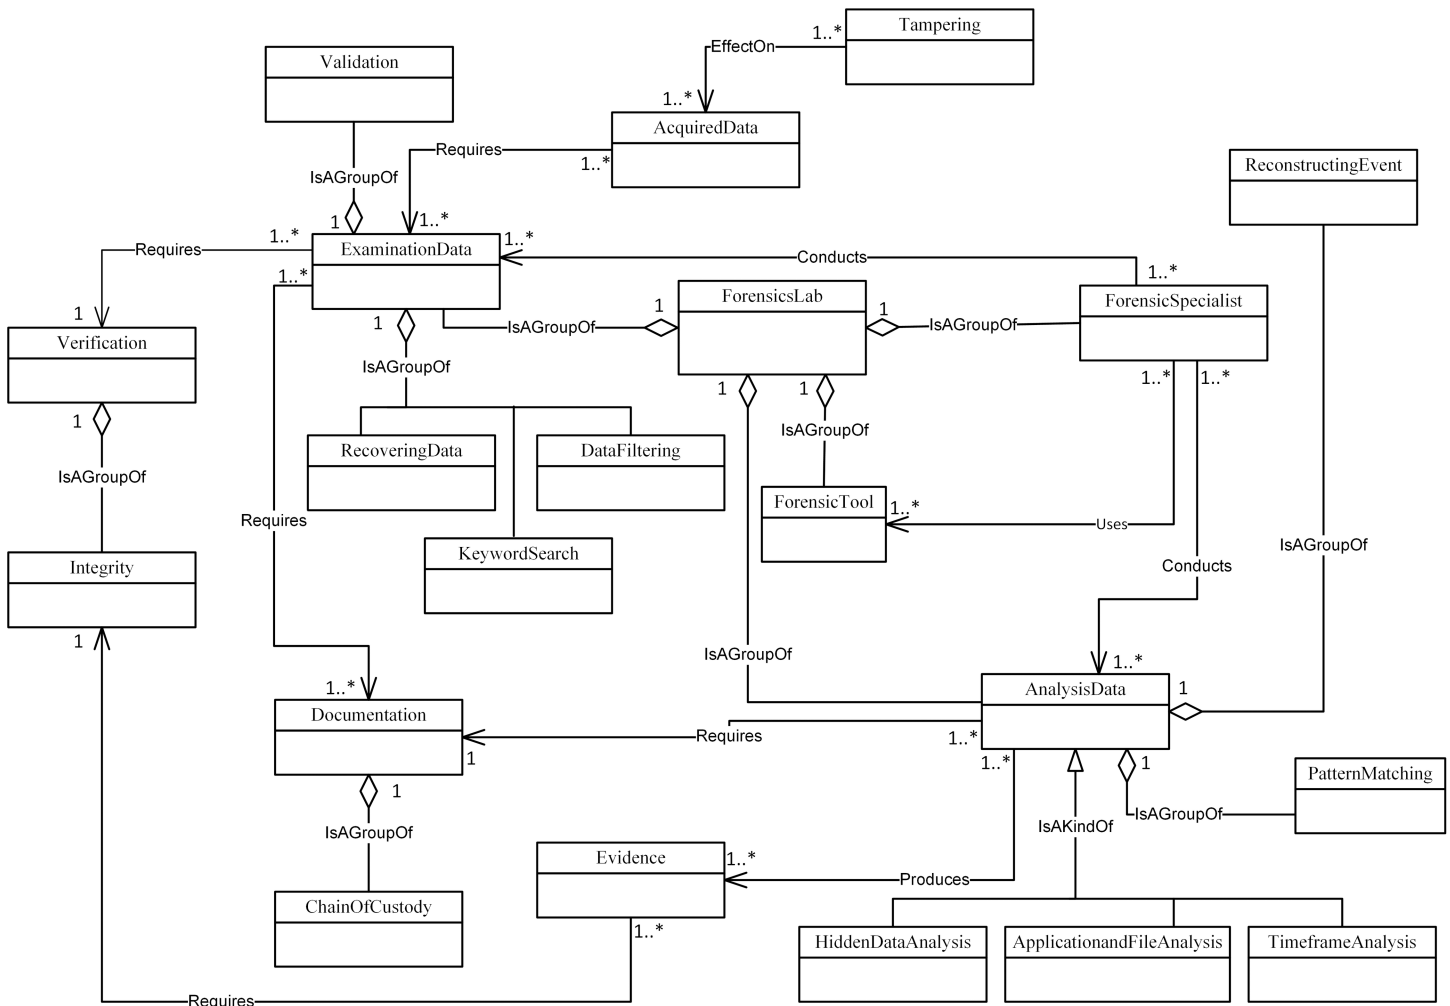 Tampering
1..*
EffectOn
Validation
1..*
AcquiredData
Requires
1..*
ReconstructingEvent
IsAGroupOf
1
1..*
1..*
1..*
Requires
ExaminationData
Conducts
1..*
1..*
ForensicsLab
ForensicSpecialist
1
1
1
1
IsAGroupOf
IsAGroupOf
Verification
IsAGroupOf
1..*
1..*
1
1
1
IsAGroupOf
RecoveringData
DataFiltering
IsAGroupOf
ForensicTool
1..*
Requires
Uses
IsAGroupOf
KeywordSearch
Integrity
Conducts
1
IsAGroupOf
1..*
1..*
AnalysisData
1
Documentation
Requires
1..*
1
1..*
1
PatternMatching
1
IsAGroupOf
IsAKindOf
IsAGroupOf
Evidence
1..*
Produces
ChainOfCustody
1..*
HiddenDataAnalysis
ApplicationandFileAnalysis
TimeframeAnalysis
Requires